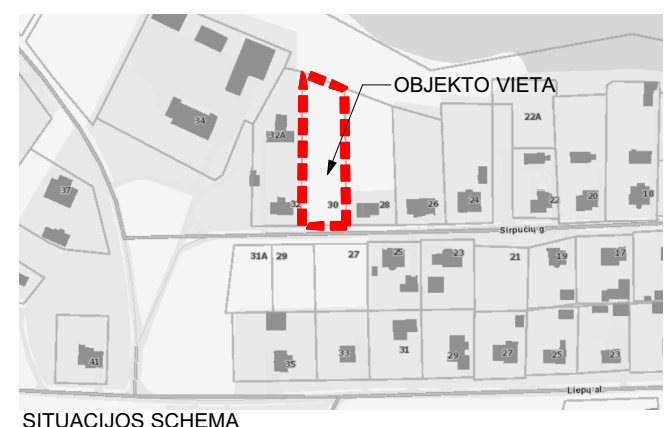 OBJEKTO VIETA
22A
34
32A
37
32
30
28
26
24
22
20
18
Sirpučių g
31A 29 27 25 23 21 19 17
41
35
33
31
29
27
25
23
Liepų al.
SITUACIJOS SCHEMA